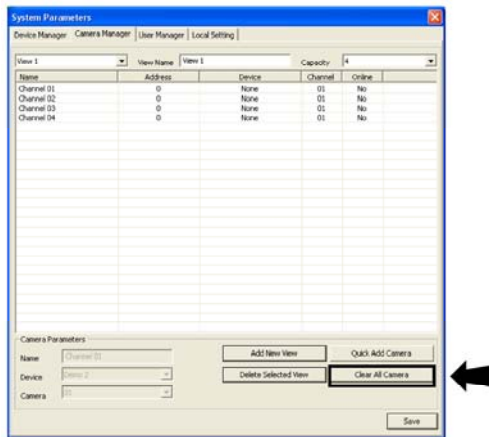 System Parameters
Device Manager Camera Manager User Manager Local Setting
View 1 View Name View 1 Capacity 4
Name Address Device Channel Online
Channel 01 0 None 01 No
Channel 02 0 None 01 No
Channel 03 0 None 01 No
Channel 04 0 None 01 No
Camera Parameters
Name Channel 01 Add New View Quick Add Camera
Device Demo 2 Delete Selected View Clear All Camera
Camera 01
Save